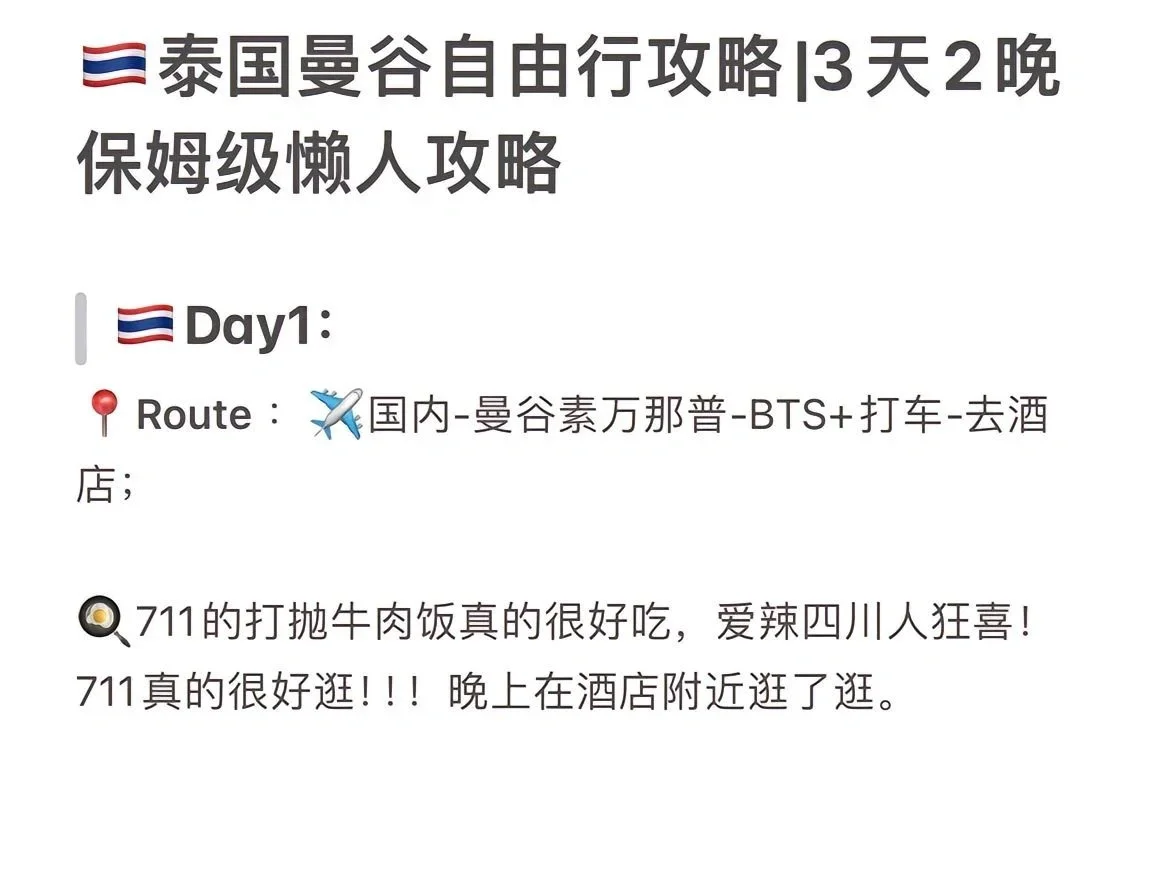 🇹🇭泰国曼谷自由行攻略|3天2晚
保姆级懒人攻略
🇹🇭Day1:
📍Route： ✈️国内-曼谷素万那普-BTS+打车-去酒
店；
🍳711的打抛牛肉饭真的很好吃，爱辣四川人狂喜！
711真的很好逛！！！晚上在酒店附近逛了逛。